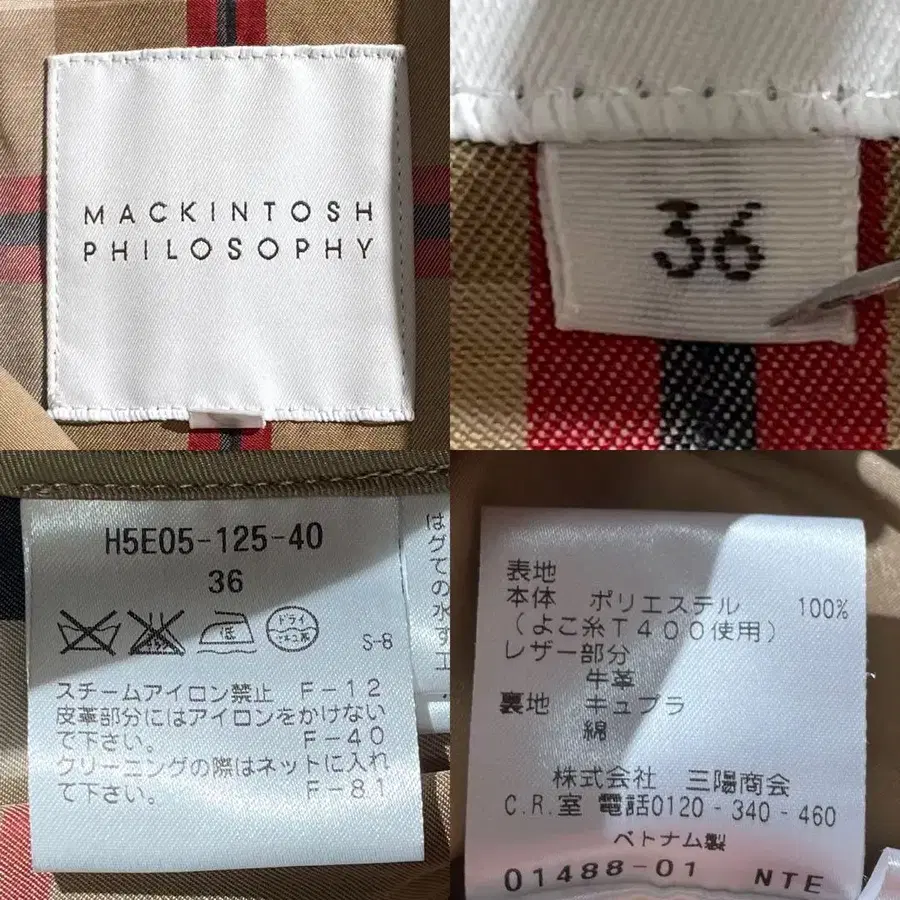 MACKINTOSH
PHILOSOPHY
36
H5E05-125-40
36
ドライ
S-8
スチームアイロン禁止 F-12
皮革部分にはアイロンをかけない
で下さい。 F-40
クリーニングの際はネットに入れ
て下さい。 F-81
表地
本体 ポリエステル 100%
(よこ糸T400使用)
レザー部分
牛革
裏地 キュプラ
綿
株式会社 三陽商会
C.R.室 電話0120-340-460
ベトナム製
01488-01 NTE